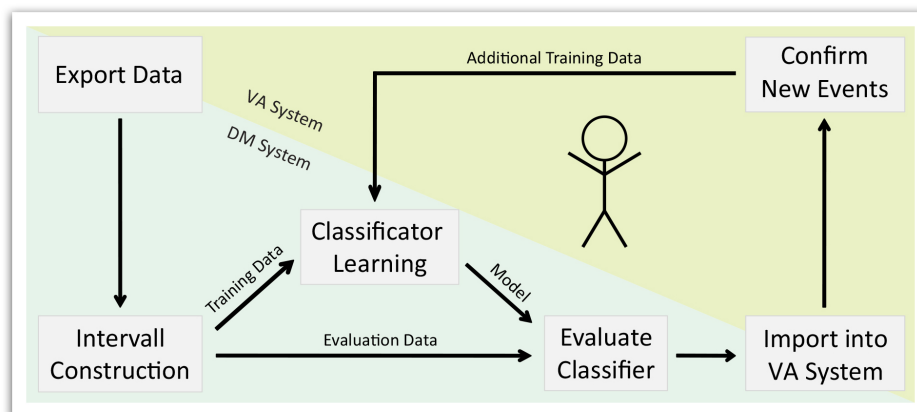 Export Data
Additional Training Data
Confirm
New Events
VA System
DM System
Classificator
Learning
Training Data
Model
Intervall
Construction
Evaluation Data
Evaluate
Classifier
Import into
VA System